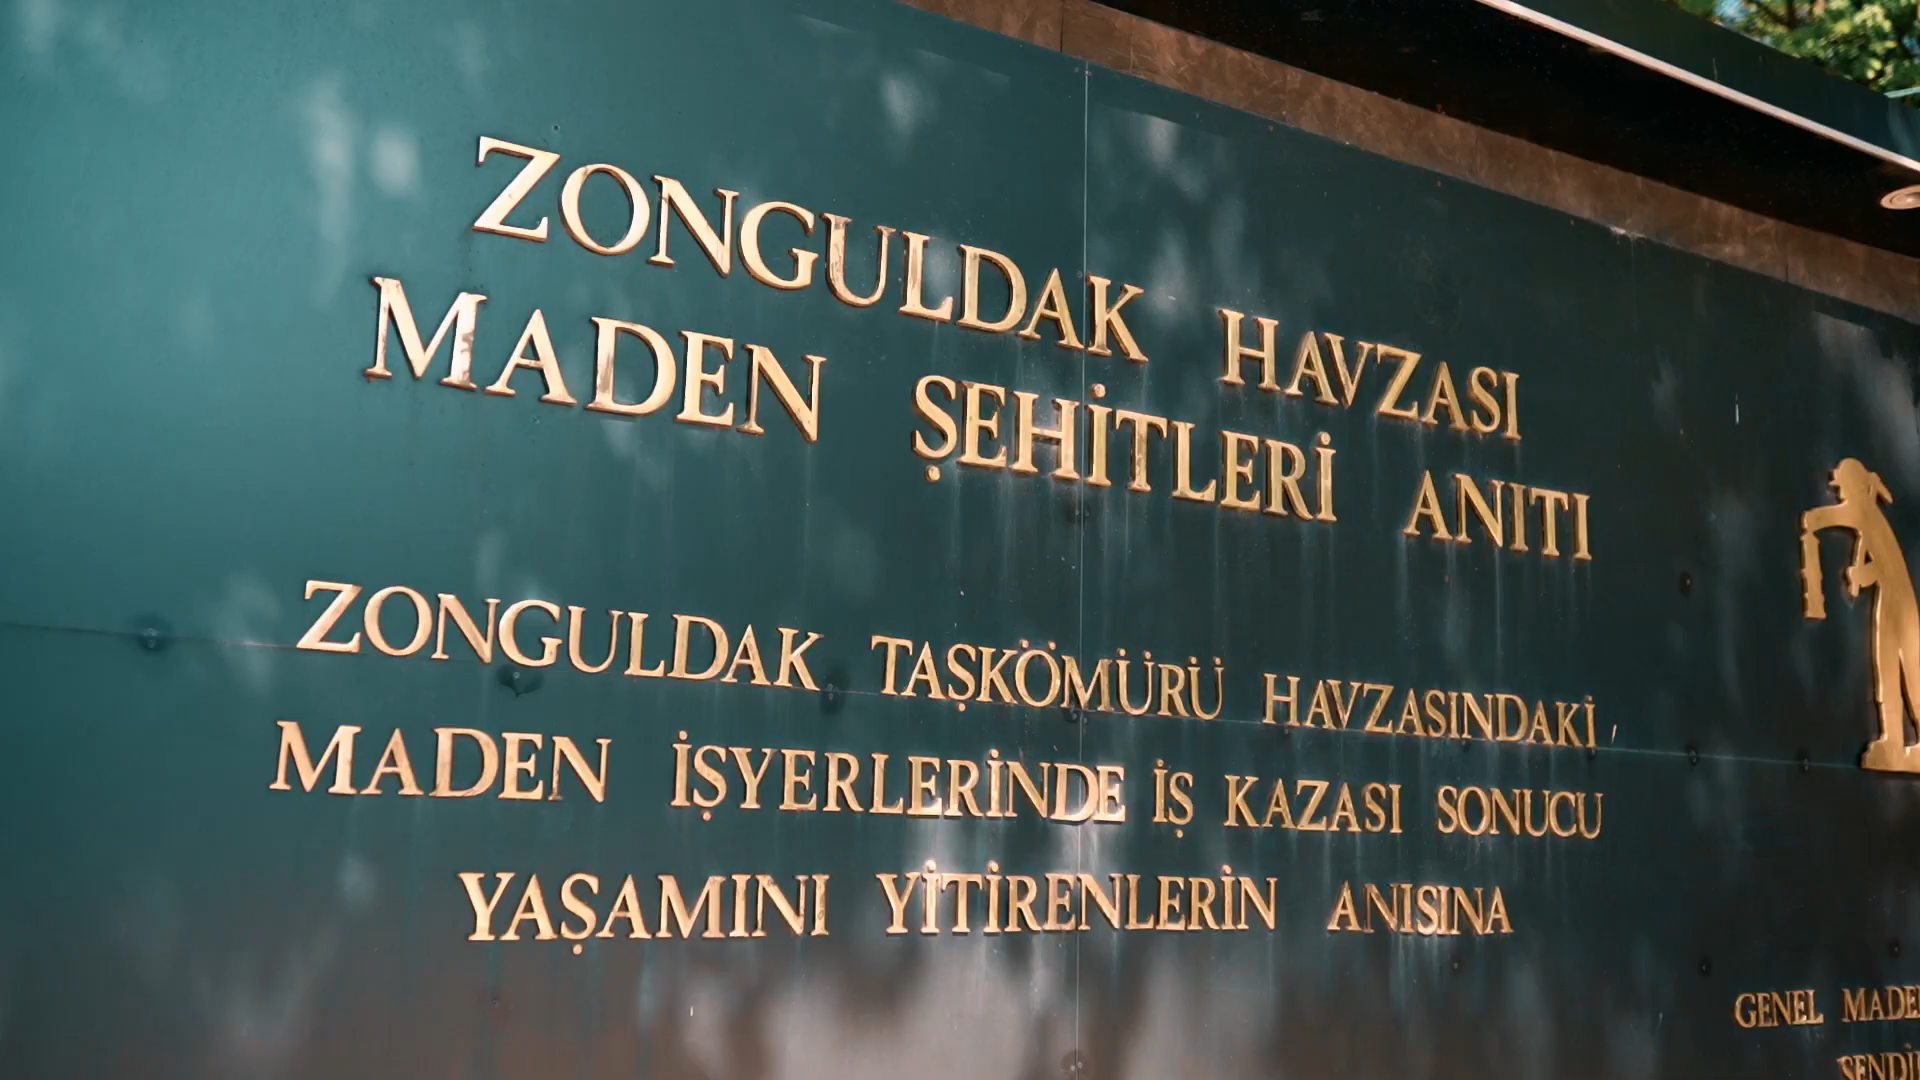 ZONGULDAK HAVZASI
MADEN ŞEHİTLERİ ANITI
ZONGULDAK TAŞKÖMÜRÜ HAVZASINDAKİ
MADEN İŞYERLERİNDE İŞ KAZASI SONUCU
YAŞAMINI YİTİRENLERİN ANISINA
GENEL